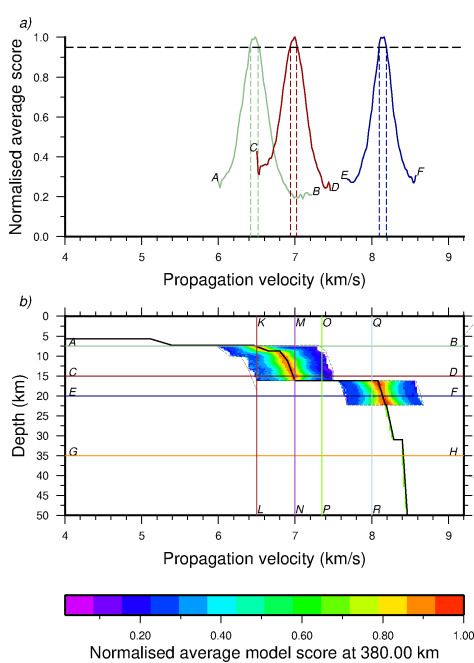 a)
Normalised average score
1.0
0.8
0.6
0.4
0.2
0.0
A
C
B
D
E
F
4 5 6 7 8 9
Propagation velocity (km/s)
b)
Depth (km)
0
5
10
15
20
25
30
35
40
45
50
K M O Q
A B
C D
E F
G H
L N P R
4 5 6 7 8 9
Propagation velocity (km/s)
0.20 0.40 0.60 0.80 1.00
Normalised average model score at 380.00 km